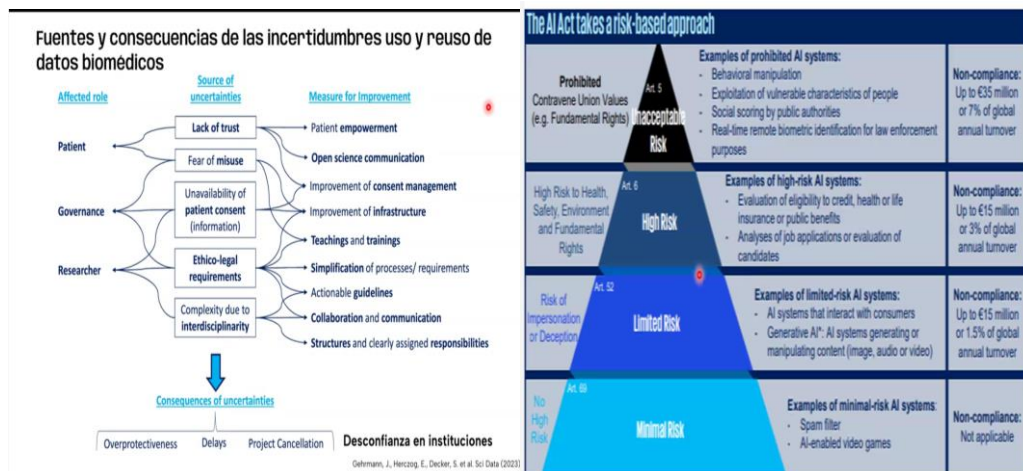 Fuentes y consecuencias de las incertidumbres uso y reuso de
datos biomédicos
Affected role
Source of
uncertainties
Measure for Improvement
Patient
Governance
Researcher
Lack of trust
Fear of misuse
Unavailability of
patient consent
(information)
Ethico-legal
requirements
Complexity due to
interdisciplinarity
Patient empowerment
Open science communication
Improvement of consent management
Improvement of infrastructure
Teachings and trainings
Simplification of processes/ requirements
Actionable guidelines
Collaboration and communication
Structures and clearly assigned responsibilities
Consequences of uncertainties
Overprotectiveness
Delays
Project Cancellation
Desconfianza en instituciones
Gehrmann, J., Herczog, E., Decker, S. et al. Sci Data (2023)
The AI Act takes a risk-based approach
Prohibited
Contravene Union Values
(e.g. Fundamental Rights)
Art. 5
Unacceptable
Risk
Examples of prohibited AI systems:
- Behavioral manipulation
- Exploitation of vulnerable characteristics of people
- Social scoring by public authorities
- Real-time remote biometric identification for law enforcement
purposes
Non-compliance:
Up to €35 million
or 7% of global
annual turnover
High Risk to Health,
Safety, Environment
and Fundamental
Rights
Art. 6
High Risk
Examples of high-risk AI systems:
- Evaluation of eligibility to credit, health or life
insurance or public benefits
- Analyses of job applications or evaluation of
candidates
Non-compliance:
Up to €15 million
or 3% of global
annual turnover
Risk of
Impersonation
or Deception
Art. 52
Limited Risk
Examples of limited-risk AI systems:
- AI systems that interact with consumers
- Generative AI*: AI systems generating or
manipulating content (image, audio or video)
Non-compliance:
Up to €15 million
or 1.5% of global
annual turnover
No
High
Risk
Art. 69
Minimal Risk
Examples of minimal-risk AI systems:
- Spam filter
- AI-enabled video games
Non-compliance:
Not applicable